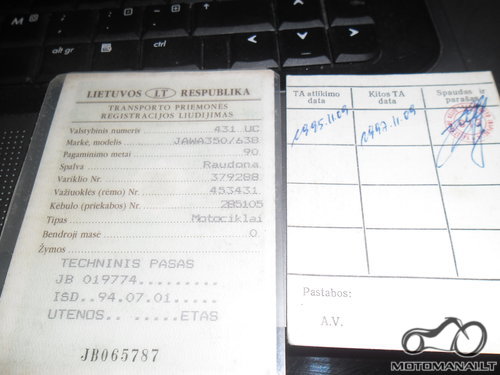 alt gr
ctrl
LIETUVOS LT RESPUBLIKA
TRANSPORTO PRIEMONĖS
REGISTRACIJOS LIUDIJIMAS
Valstybinis numeris 431 UC
Markė, modelis JAWA350/638
Pagaminimo metai 90
Spalva Raudona
Variklio Nr. 379288
Važiuoklės (rėmo) Nr. 453431
Kėbulo (priekabos) Nr. 285105
Tipas Motociklai
Bendroji masė 0
Žymos
TECHNINIS PASAS
JB 019774.........
IŠD..94.07.01.....
UTENOS.. .....ETAS
JB065787
TA atlikimo data
Kitos TA data
Spaudas ir parašas
1995.11.09
1997.11.09
Pastabos:
A.V.
MOTOMANAI.LT